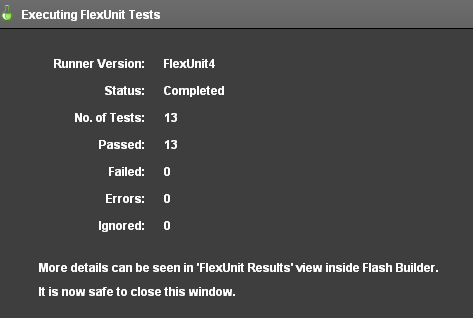 Executing FlexUnit Tests
Runner Version: FlexUnit4
Status: Completed
No. of Tests: 13
Passed: 13
Failed: 0
Errors: 0
Ignored: 0
More details can be seen in 'FlexUnit Results' view inside Flash Builder.
It is now safe to close this window.